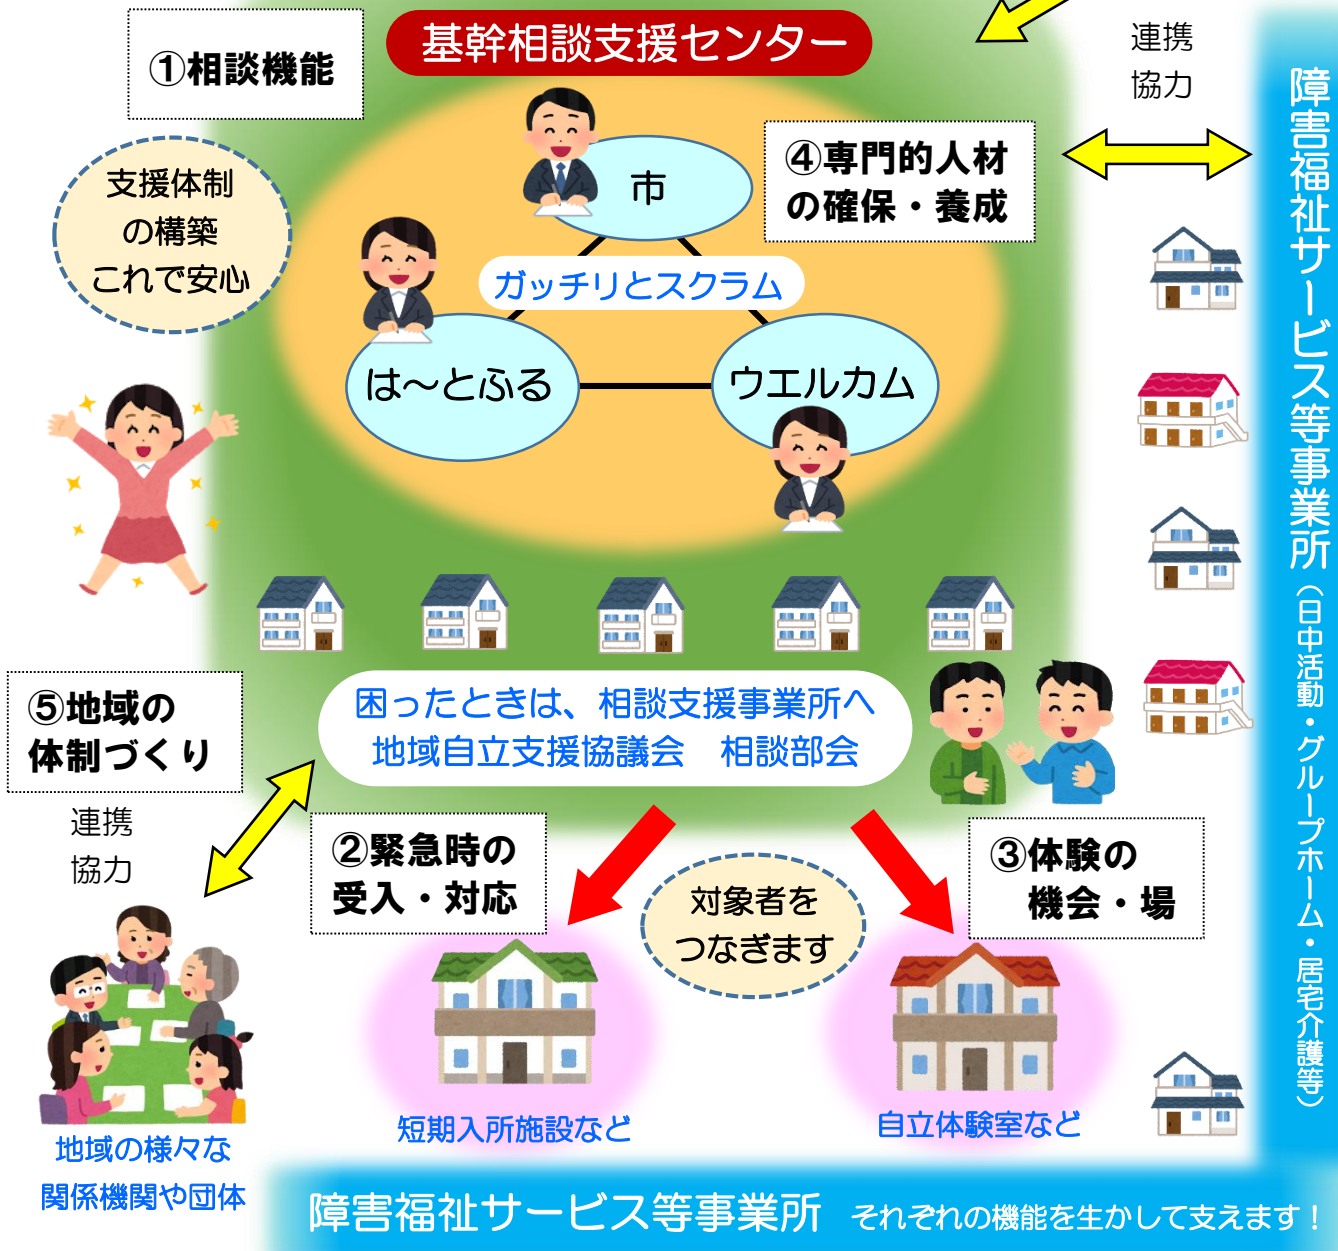 基幹相談支援センター
①相談機能
連携
協力
支援体制
の構築
これで安心
市
④専門的人材
の確保・養成
ガッチリとスクラム
は～とふる
ウエルカム
障害福祉サービス等事業所（日中活動・グループホーム・居宅介護等）
困ったときは、相談支援事業所へ
地域自立支援協議会　相談部会
⑤地域の
体制づくり
連携
協力
②緊急時の
受入・対応
対象者を
つなぎます
③体験の
機会・場
短期入所施設など
自立体験室など
地域の様々な
関係機関や団体
障害福祉サービス等事業所　それぞれの機能を生かして支えます！